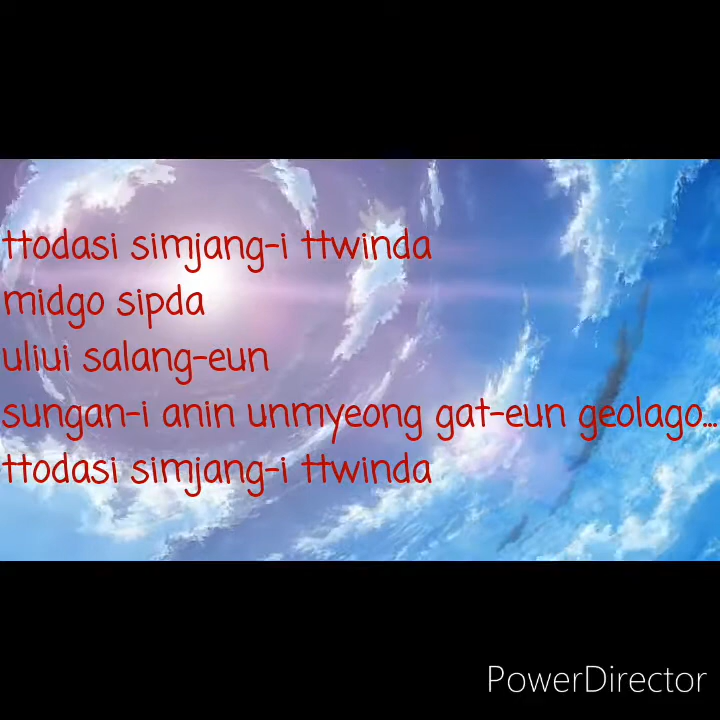 ttodasi simjang-i ttwinda
midgo sipda
uliui salang-eun
sungan-i anin unmyeong gat-eun geolago...
ttodasi simjang-i ttwinda
PowerDirector